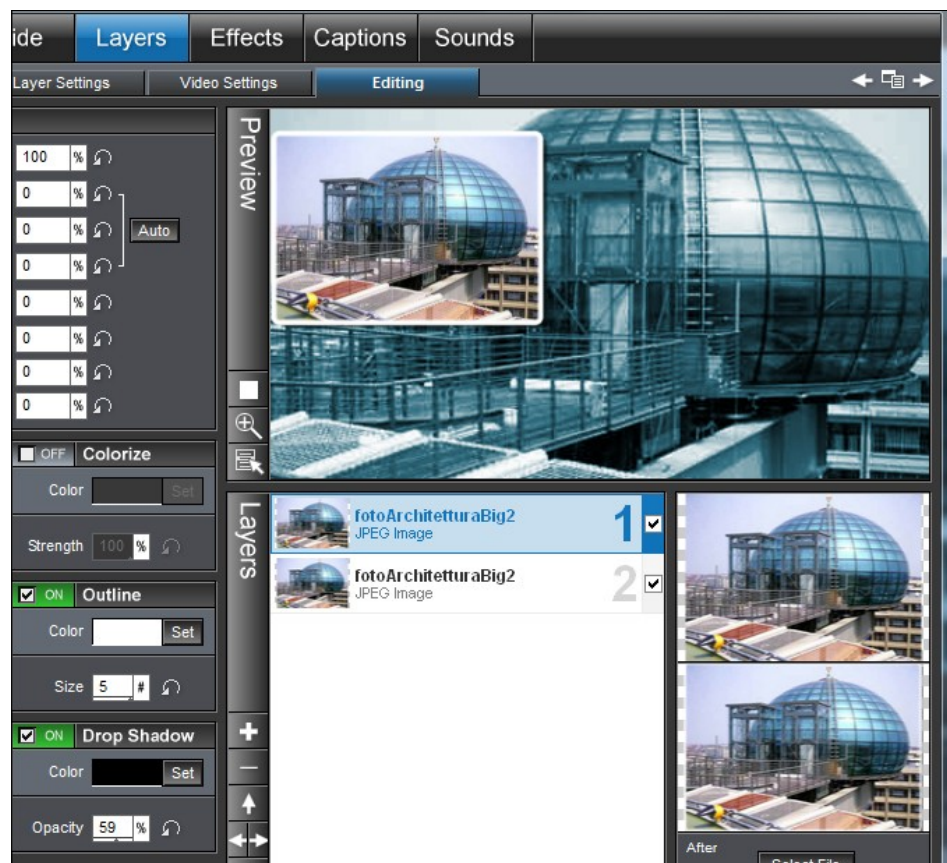 ide Layers Effects Captions Sounds
Layer Settings Video Settings Editing
Preview
100 %
0 %
0 % Auto
0 %
0 %
0 %
0 %
0 %
OFF Colorize
Color Set
Strength 100 %
ON Outline
Color Set
Size 5 #
ON Drop Shadow
Color Set
Opacity 59 %
Layers
fotoArchitetturaBig2 1
JPEG Image
fotoArchitetturaBig2 2
JPEG Image
After
Select File